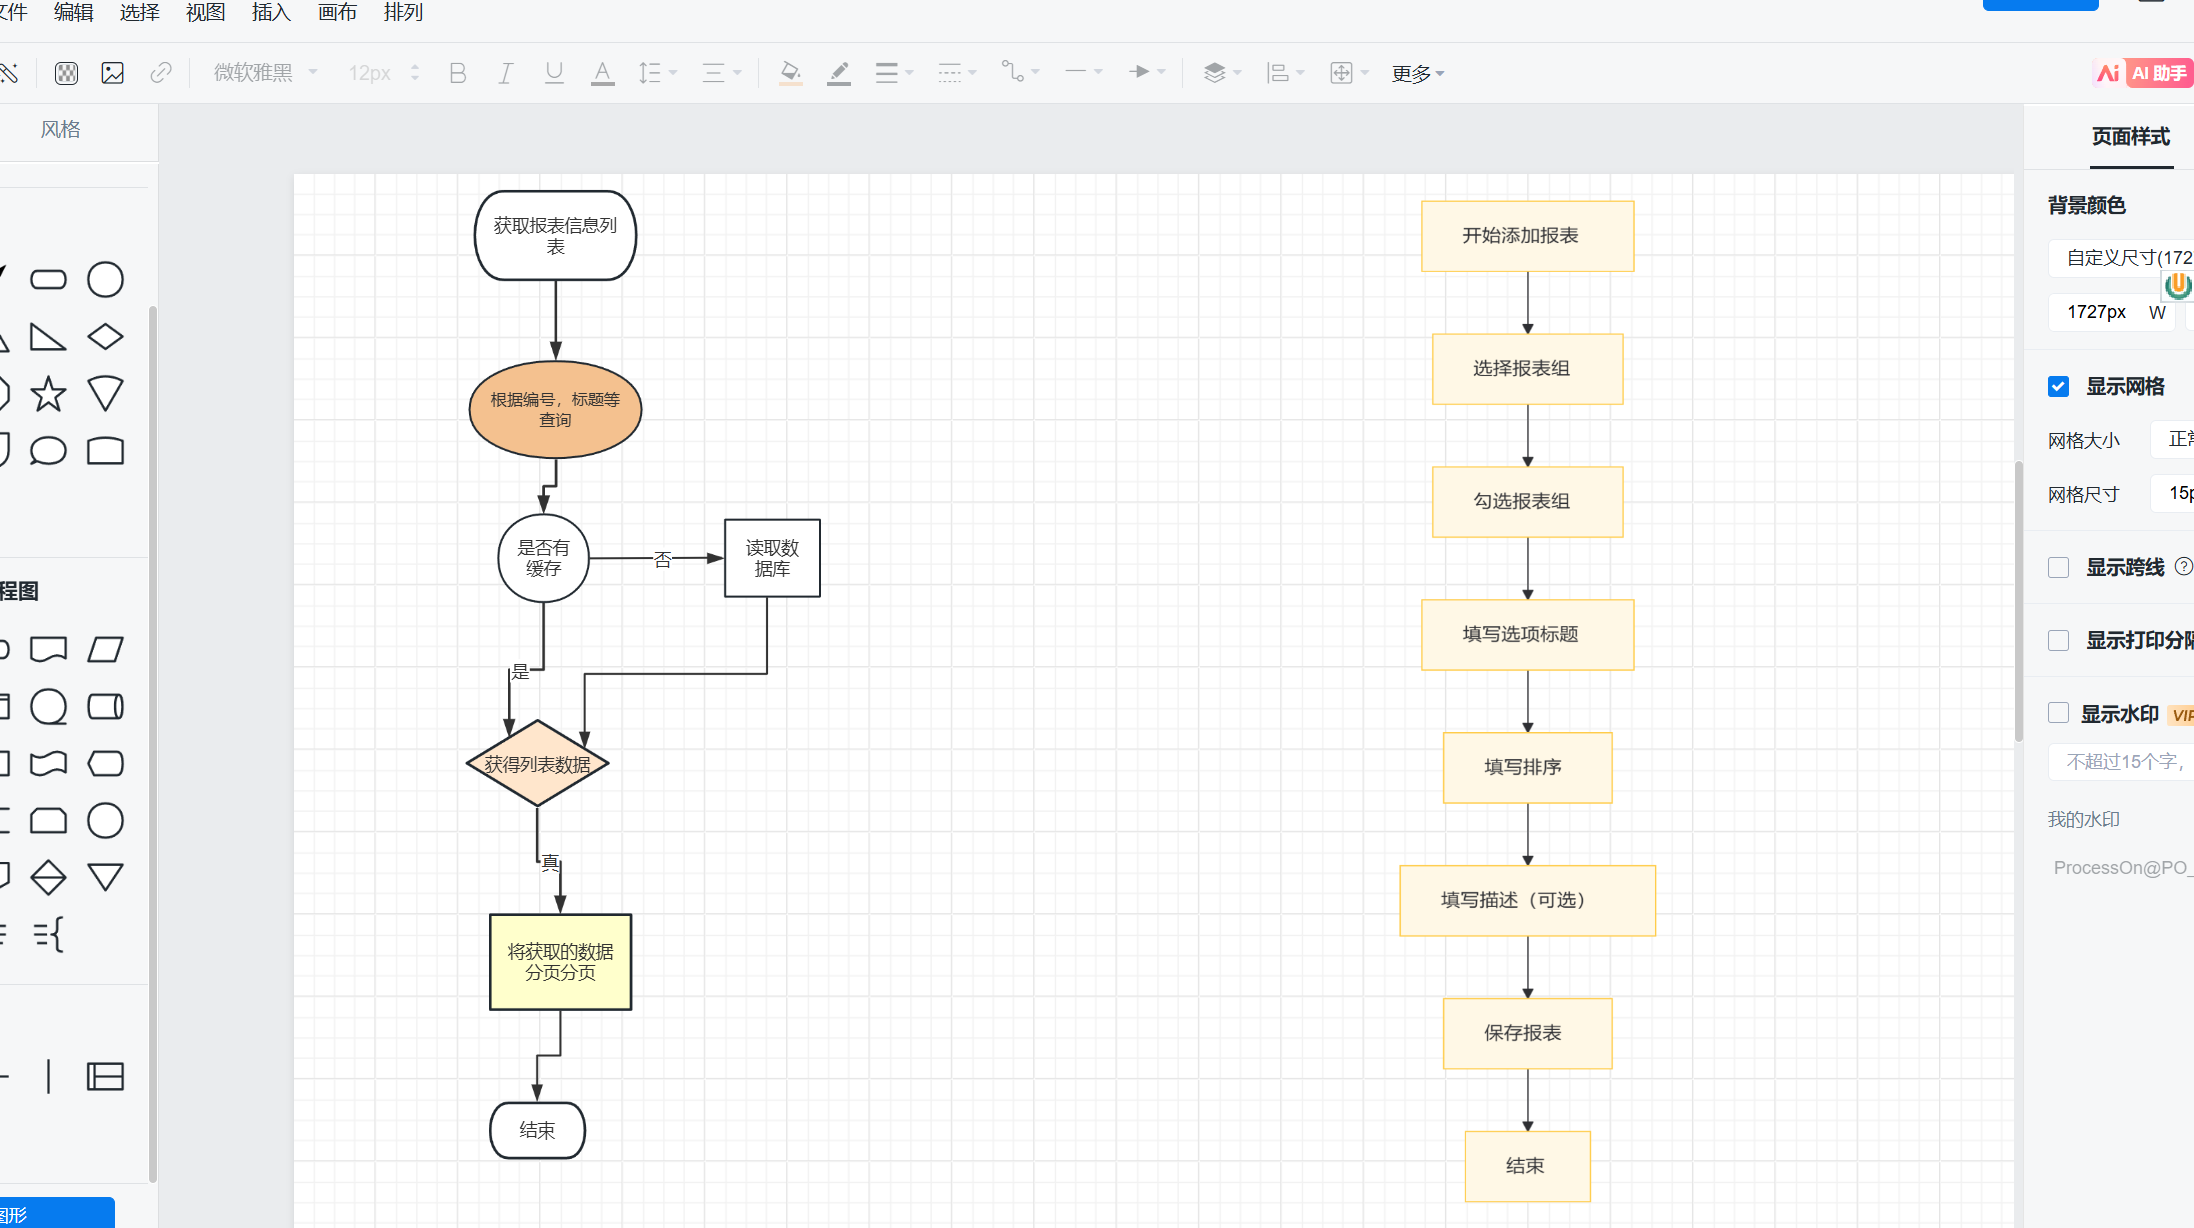 文件 编辑 选择 视图 插入 画布 排列
微软雅黑 12px B I U A 更多 Ai AI 助手
风格
页面样式
背景颜色
自定义尺寸(172
1727px W
显示网格
网格大小 正常
网格尺寸 15p
显示跨线 ?
显示打印分隔
显示水印 VIP
不超过15个字,
我的水印
ProcessOn@PO_
程图
图形
获取报表信息列
表
根据编号，标题等
查询
是否有
缓存
否
读取数
据库
是
获得列表数据
真
将获取的数据
分页分页
结束
开始添加报表
选择报表组
勾选报表组
填写选项标题
填写排序
填写描述（可选）
保存报表
结束